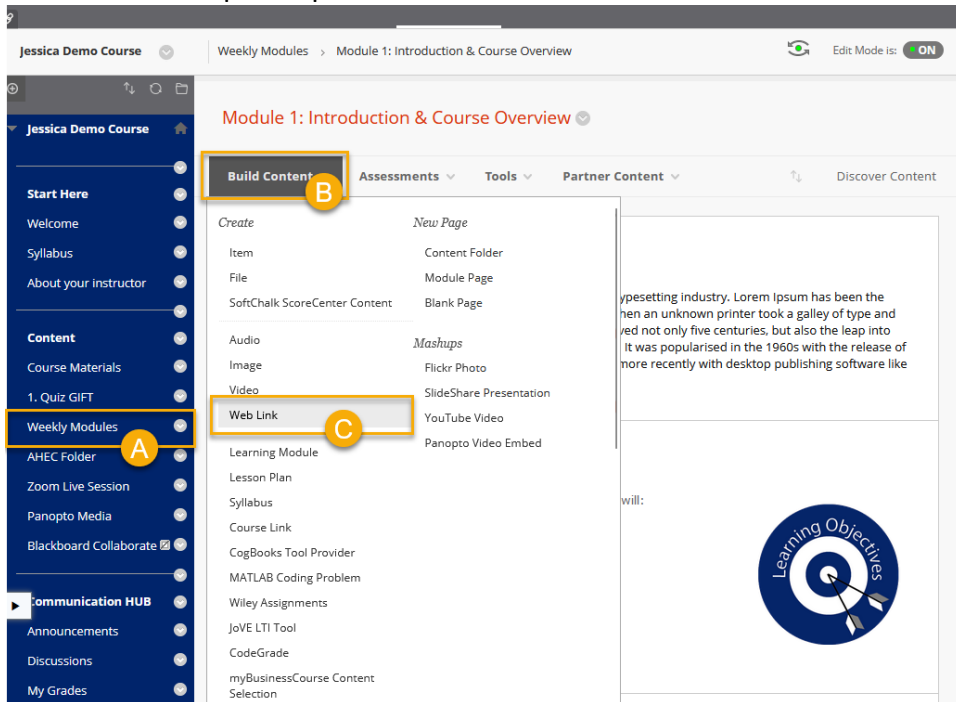 Jessica Demo Course
Weekly Modules > Module 1: Introduction & Course Overview
Edit Mode is: ON
Jessica Demo Course
Start Here
Welcome
Syllabus
About your instructor
Content
Course Materials
1. Quiz GIFT
Weekly Modules
A
AHEC Folder
Zoom Live Session
Panopto Media
Blackboard Collaborate
Communication HUB
Announcements
Discussions
My Grades
Module 1: Introduction & Course Overview
Build Content
B
Assessments
Tools
Partner Content
Discover Content
Create
Item
File
SoftChalk ScoreCenter Content
Audio
Image
Video
Web Link
C
Learning Module
Lesson Plan
Syllabus
Course Link
CogBooks Tool Provider
MATLAB Coding Problem
Wiley Assignments
JoVE LTI Tool
CodeGrade
myBusinessCourse Content
Selection
New Page
Content Folder
Module Page
Blank Page
Mashups
Flickr Photo
SlideShare Presentation
YouTube Video
Panopto Video Embed
ypesetting industry. Lorem Ipsum has been the
hen an unknown printer took a galley of type and
ved not only five centuries, but also the leap into
It was popularised in the 1960s with the release of
more recently with desktop publishing software like
will:
Learning Objectives